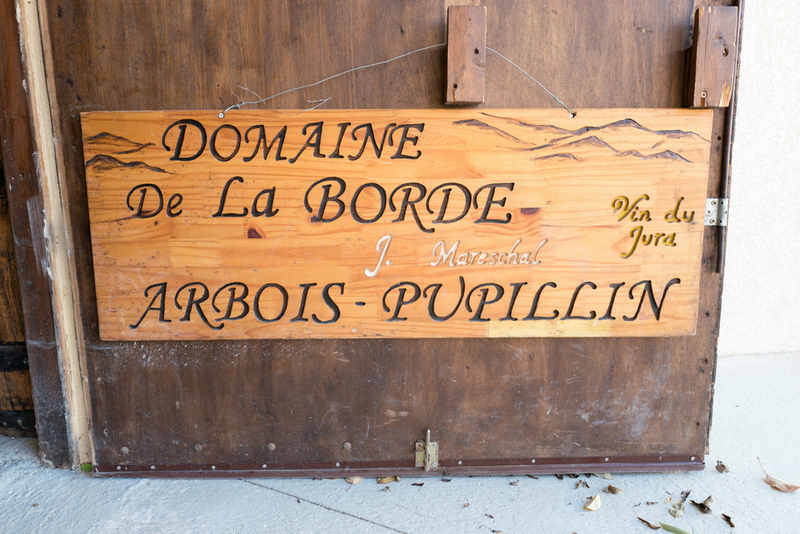 DOMAINE
De La BORDE
Vin du
Jura
J. Mareschal
ARBOIS - PUPILLIN